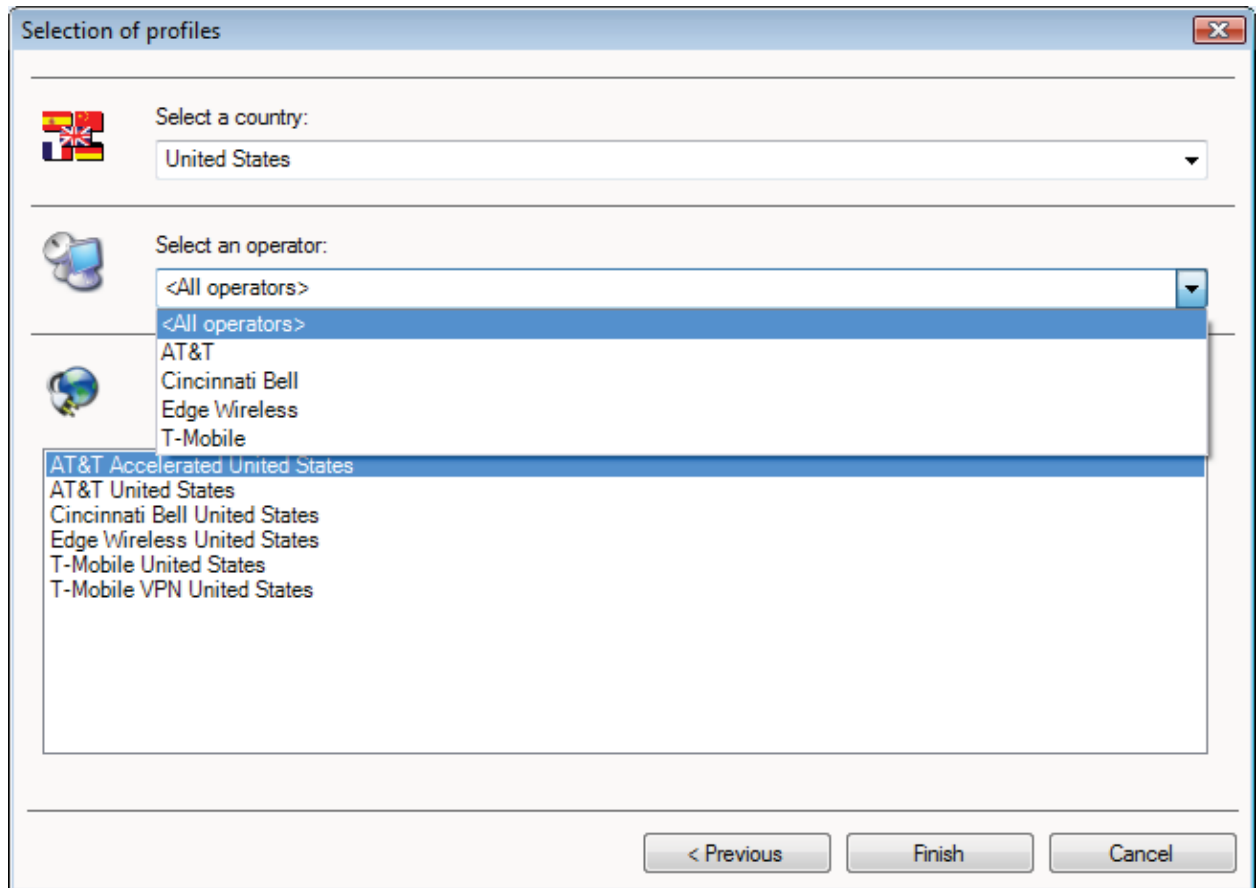 Selection of profiles
Select a country:
United States
Select an operator:
<All operators>
<All operators>
AT&T
Cincinnati Bell
Edge Wireless
T-Mobile
AT&T Accelerated United States
AT&T United States
Cincinnati Bell United States
Edge Wireless United States
T-Mobile United States
T-Mobile VPN United States
< Previous
Finish
Cancel